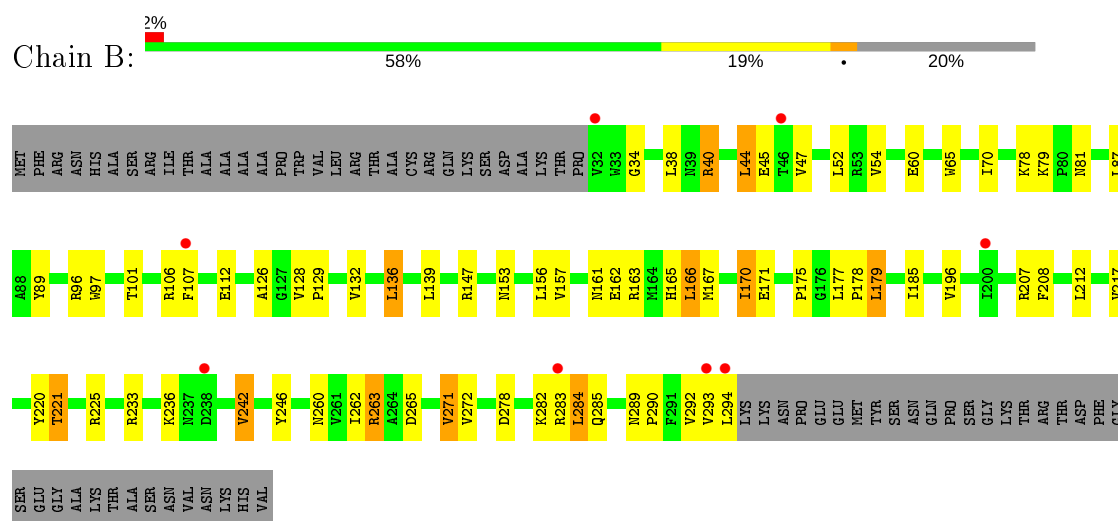 2%
Chain B:
58% 19% • 20%
MET PHE ARG ASN HIS ALA SER ARG ILE THR ALA ALA ALA ALA PRO TRP VAL LEU ARG THR ALA CYS ARG GLN LYS SER ASP ALA LYS THR PRO V32 W33 G34 L38 N39 R40 L44 E45 T46 V47 L52 R53 V54 E60 W65 I70 K78 K79 P80 N81 L87
A88 Y89 R96 W97 T101 R106 F107 E112 A126 G127 V128 P129 V132 L136 L139 R147 N153 L156 V157 N161 E162 R163 M164 H165 L166 M167 I170 E171 P175 G176 L177 P178 L179 I185 V196 I200 R207 F208 L212 V217
Y220 T221 R225 R233 K236 N237 D238 V242 Y246 N260 V261 I262 R263 A264 D265 V271 V272 D278 K282 R283 L284 Q285 N289 P290 F291 V292 V293 L294 LYS LYS ASN PRO GLU GLU MET TYR SER ASN GLN PRO SER GLY LYS THR ARG THR ASP PHE GLY
SER GLU GLY ALA LYS THR ALA SER ASN VAL ASN LYS HIS VAL